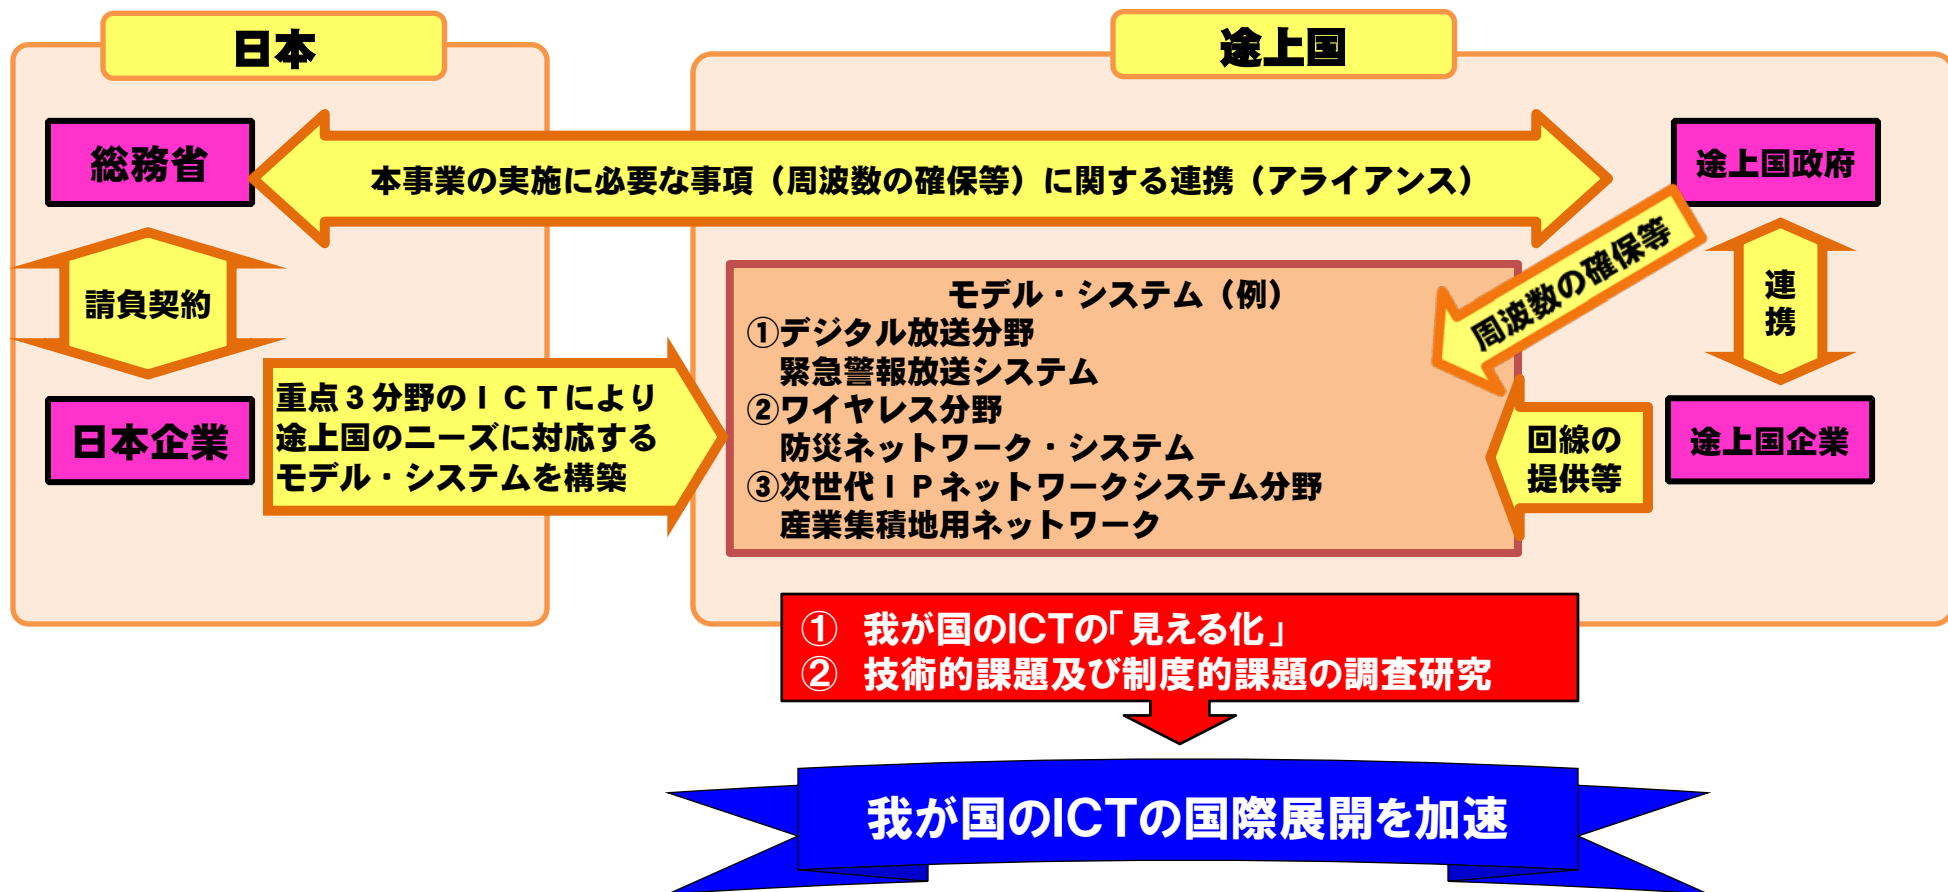 日本
途上国
総務省
本事業の実施に必要な事項（周波数の確保等）に関する連携（アライアンス）
途上国政府
請負契約
周波数の確保等
連
携
日本企業
重点３分野のＩＣＴにより
途上国のニーズに対応する
モデル・システムを構築
モデル・システム（例）
①デジタル放送分野
緊急警報放送システム
②ワイヤレス分野
防災ネットワーク・システム
③次世代ＩＰネットワークシステム分野
産業集積地用ネットワーク
回線の
提供等
途上国企業
① 我が国のICTの「見える化」
② 技術的課題及び制度的課題の調査研究
我が国のICTの国際展開を加速